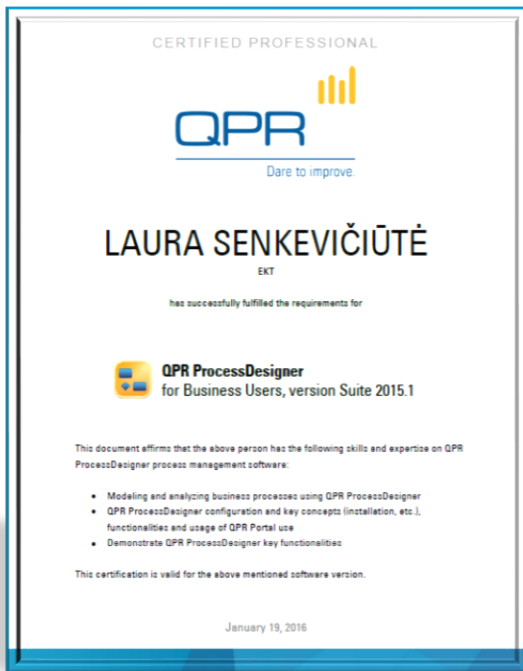 CERTIFIED PROFESSIONAL
QPR
Dare to improve.
LAURA SENKEVIČIŪTĖ
EKT
has successfully fulfilled the requirements for
QPR ProcessDesigner
for Business Users, version Suite 2015.1
This document affirms that the above person has the following skills and expertise on QPR
ProcessDesigner process management software:
• Modeling and analyzing business processes using QPR ProcessDesigner
• QPR ProcessDesigner configuration and key concepts (installation, etc.),
functionalities and usage of QPR Portal use
• Demonstrate QPR ProcessDesigner key functionalities
This certification is valid for the above mentioned software version.
January 19, 2016